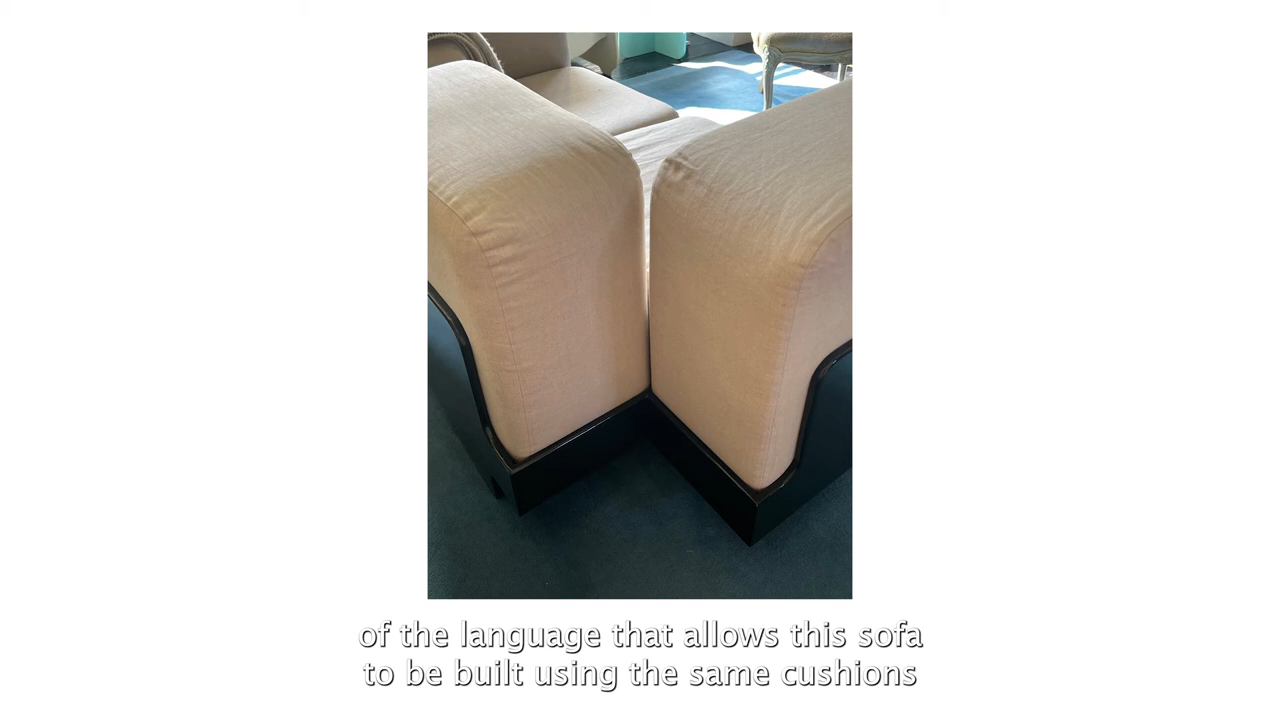 of the language that allows this sofa
to be built using the same cushions